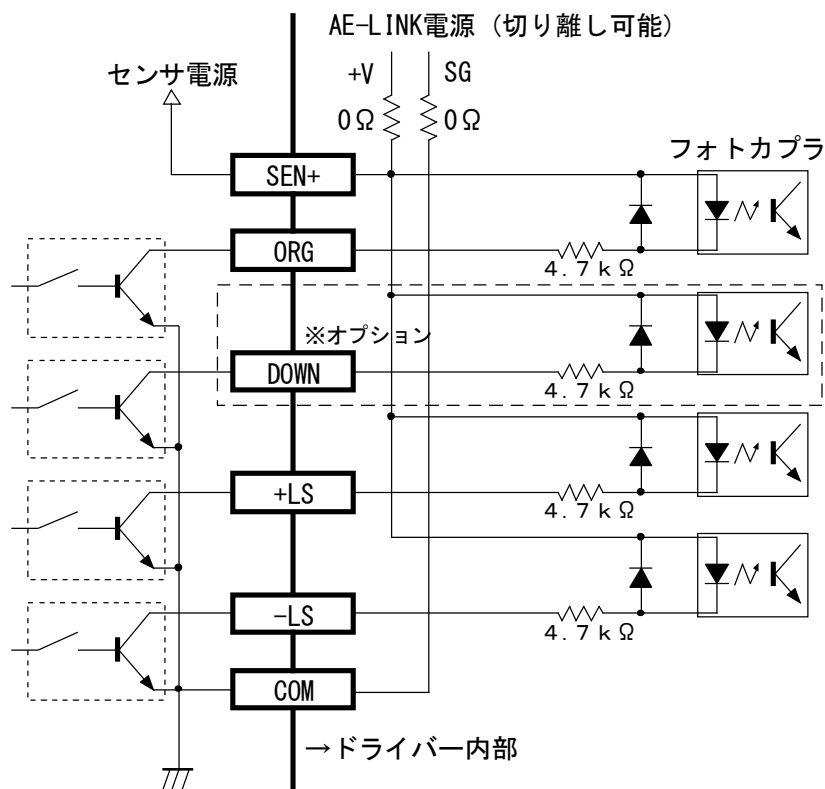 AE-LINK電源 (切り離し可能)
センサ電源
+V
SG
0Ω
0Ω
フォトカプラ
SEN+
ORG
4.7kΩ
※オプション
DOWN
4.7kΩ
+LS
4.7kΩ
-LS
4.7kΩ
COM
→ドライバー内部